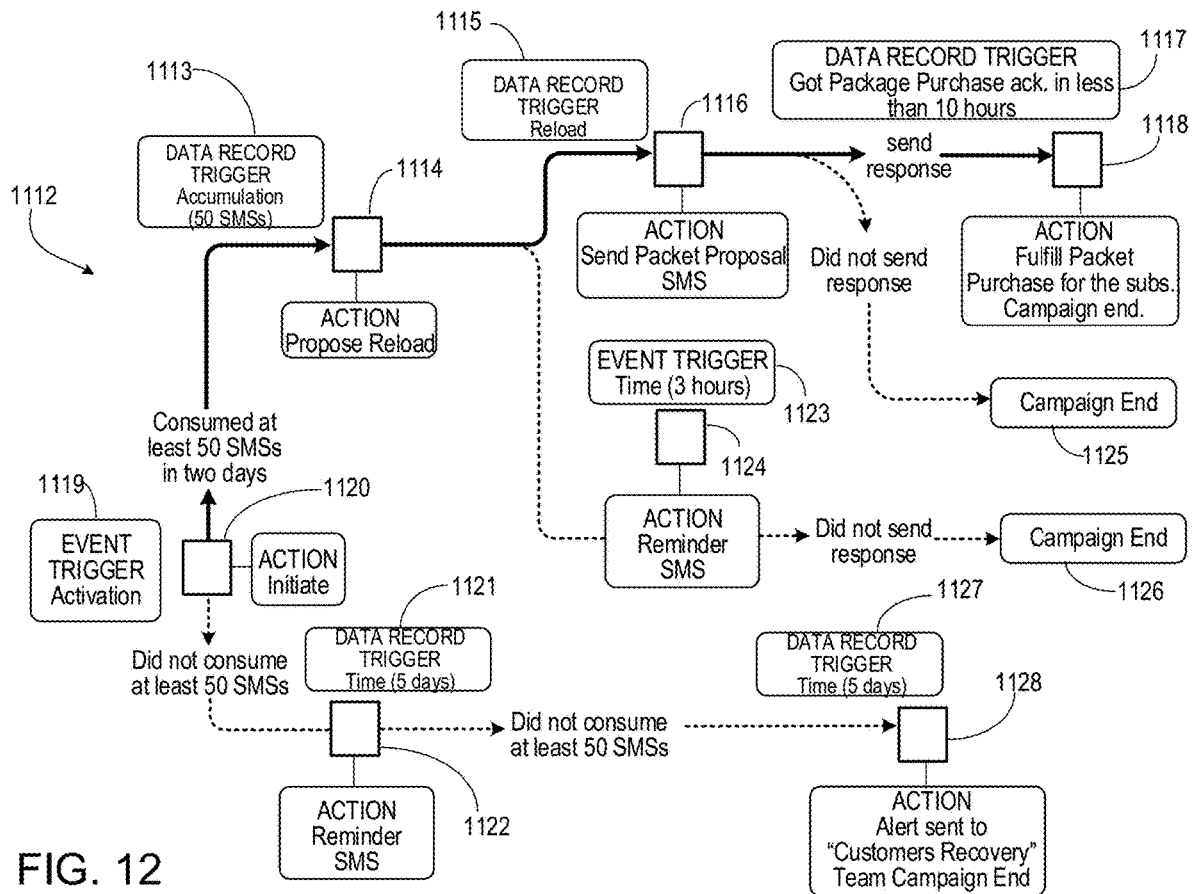 1115
1117
DATA RECORD
TRIGGER
Reload
DATA RECORD TRIGGER
Got Package Purchase ack. in less
than 10 hours
1113
1116
1118
DATA RECORD
TRIGGER
Accumulation
(50 SMSs)
1114
send
response
1112
ACTION
Send Packet Proposal
SMS
Did not send
response
ACTION
Fulfill Packet
Purchase for the subs.
Campaign end.
ACTION
Propose Reload
EVENT TRIGGER
Time (3 hours)
1123
Campaign End
1125
Consumed at
least 50 SMSs
in two days
1124
1119
1120
EVENT
TRIGGER
Activation
ACTION
Initiate
ACTION
Reminder
SMS
Did not send
response
Campaign End
1126
1121
1127
Did not consume
at least 50 SMSs
DATA RECORD
TRIGGER
Time (5 days)
DATA RECORD
TRIGGER
Time (5 days)
1128
Did not consume
at least 50 SMSs
1122
ACTION
Reminder
SMS
ACTION
Alert sent to
“Customers Recovery”
Team Campaign End
FIG. 12